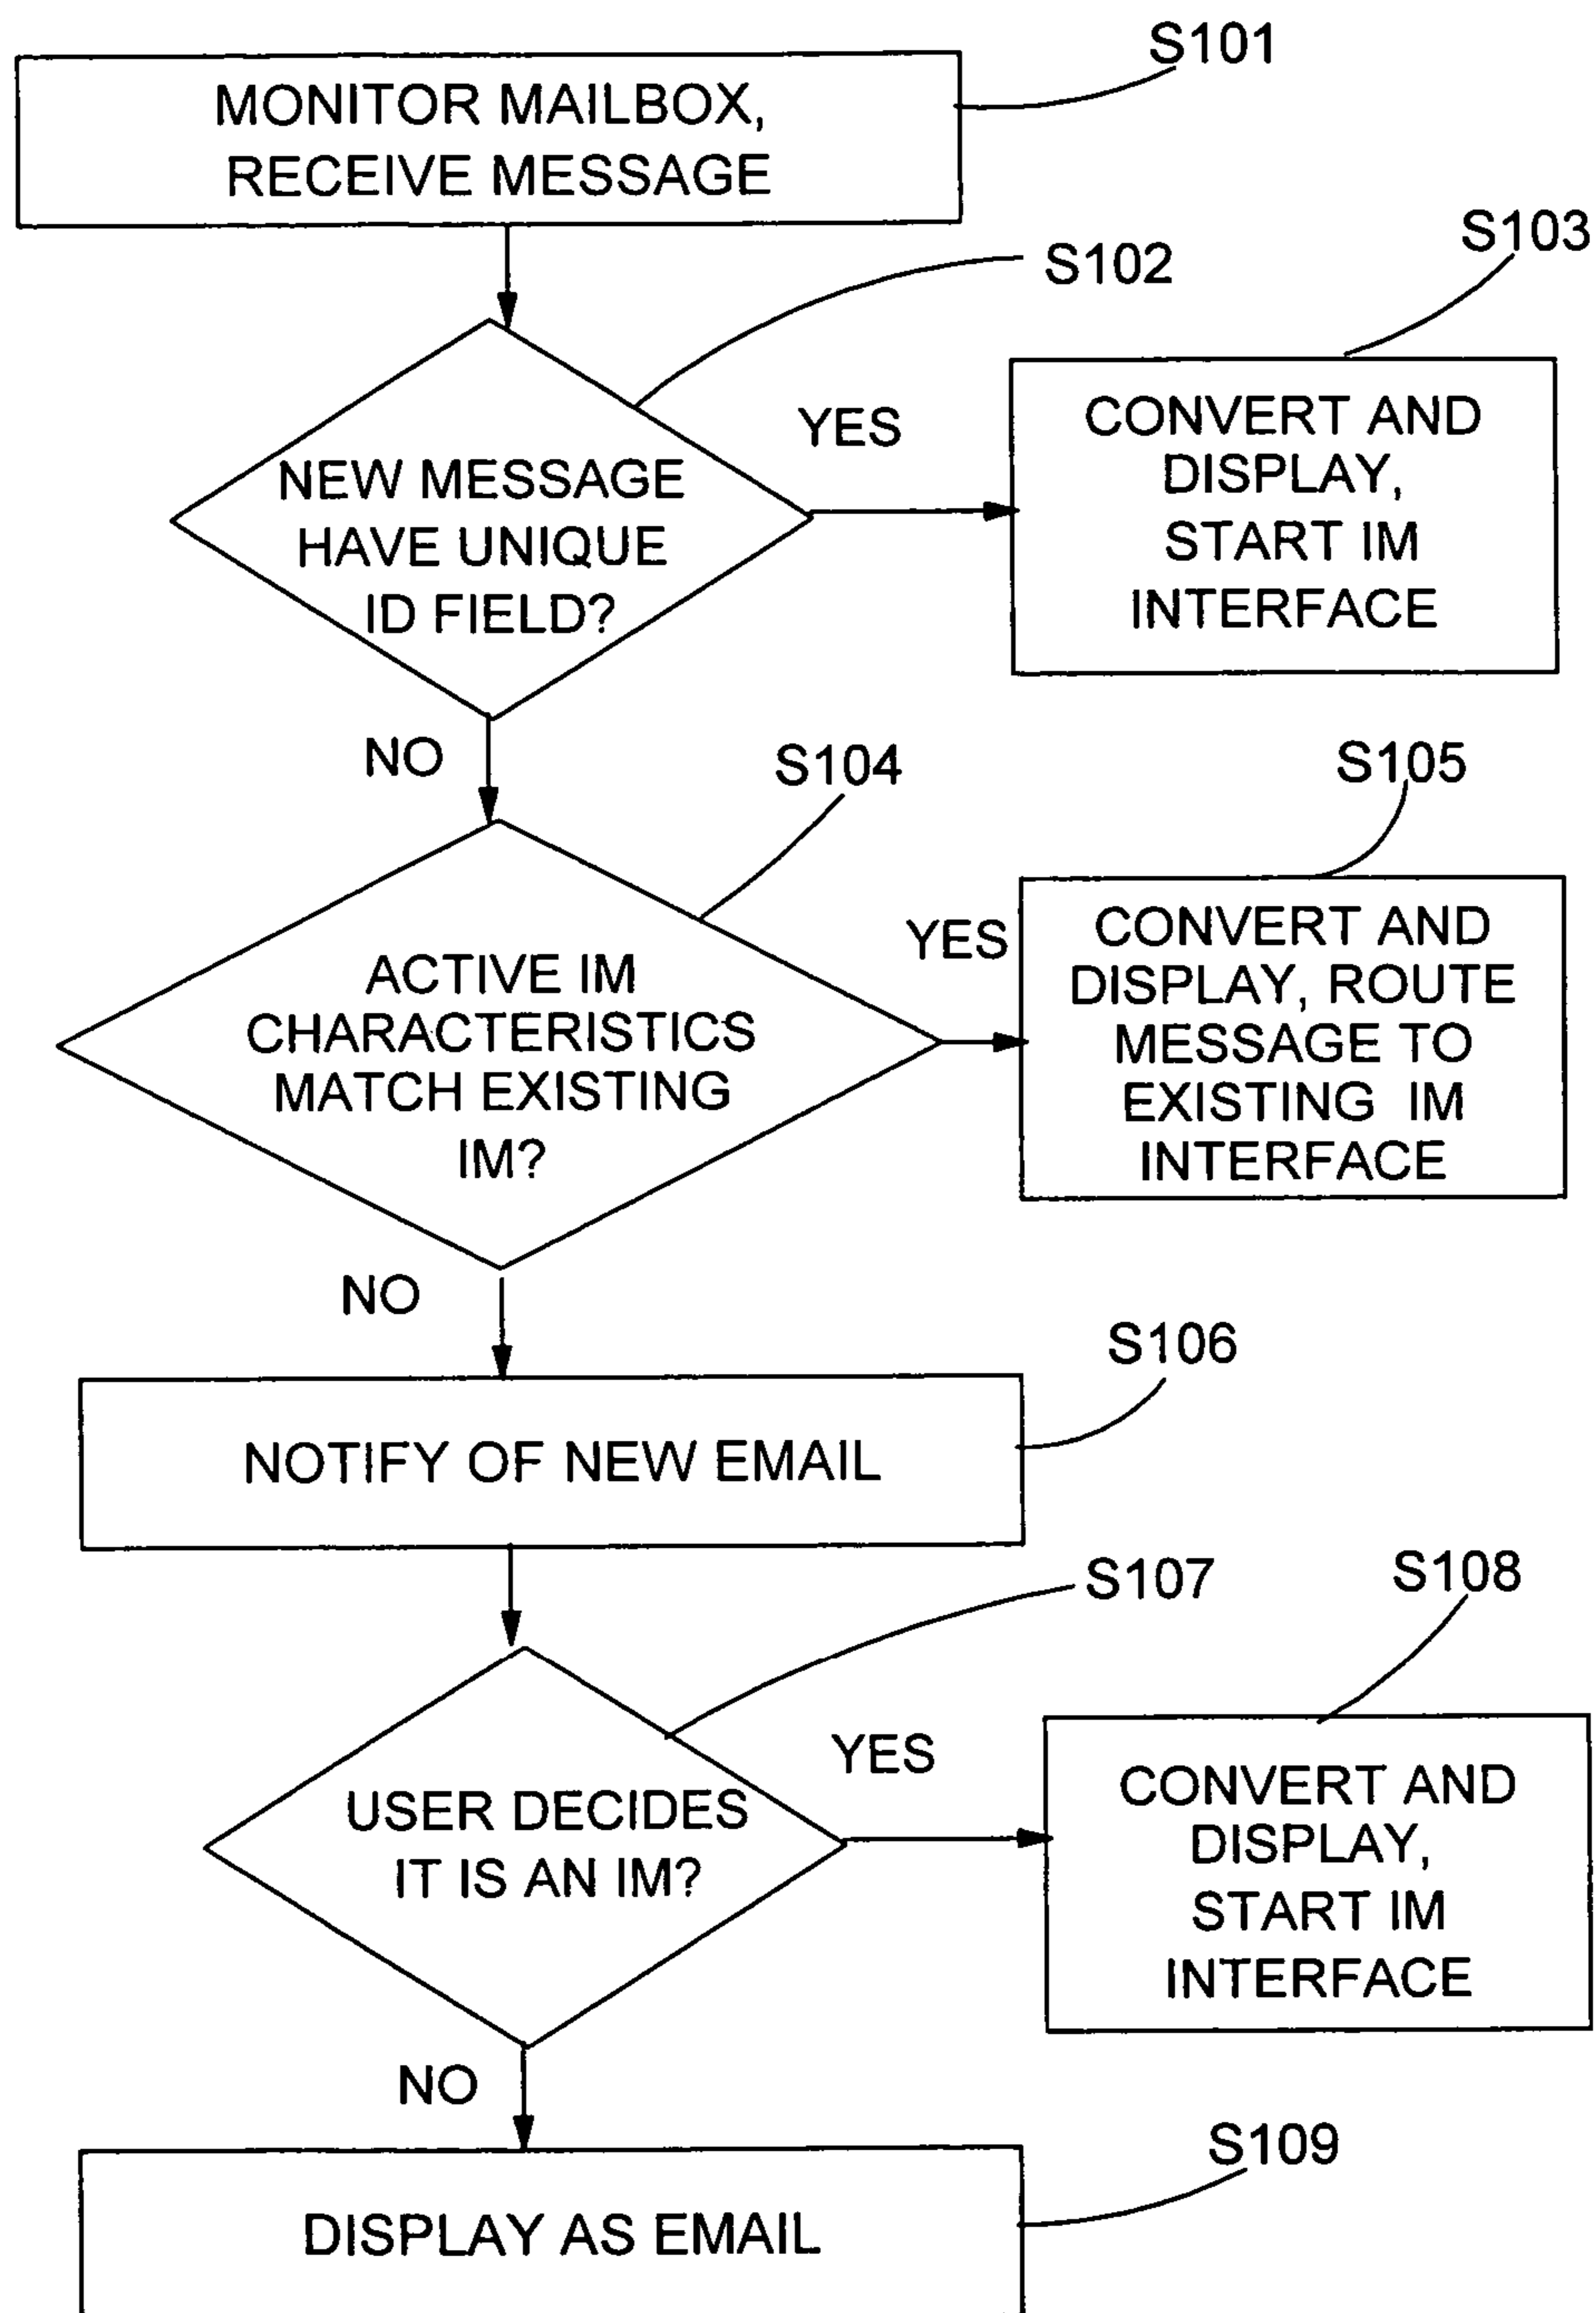 S101
MONITOR MAILBOX,
RECEIVE MESSAGE
S102
S103
NEW MESSAGE
HAVE UNIQUE
ID FIELD?
YES
CONVERT AND
DISPLAY,
START IM
INTERFACE
NO
S104
S105
ACTIVE IM
CHARACTERISTICS
MATCH EXISTING
IM?
YES
CONVERT AND
DISPLAY, ROUTE
MESSAGE TO
EXISTING IM
INTERFACE
NO
S106
NOTIFY OF NEW EMAIL
S107
S108
USER DECIDES
IT IS AN IM?
YES
CONVERT AND
DISPLAY,
START IM
INTERFACE
NO
S109
DISPLAY AS EMAIL